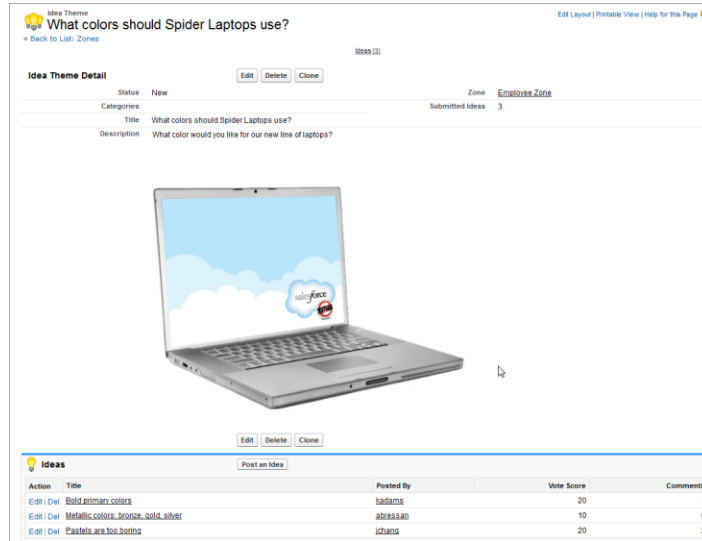 Idea Theme
What colors should Spider Laptops use?
Edit Layout | Printable View | Help for this Page
« Back to List: Zones
Ideas [3]
Idea Theme Detail Edit Delete Clone
Status New Zone Employee Zone
Categories Submitted Ideas 3
Title What colors should Spider Laptops use?
Description What color would you like for our new line of laptops?
salesforce
Edit Delete Clone
Ideas Post an Idea
Action Title Posted By Vote Score Comments
Edit | Del Bold primary colors kadams 20
Edit | Del Metallic colors: bronze, gold, silver abressan 10
Edit | Del Pastels are too boring jchang 20